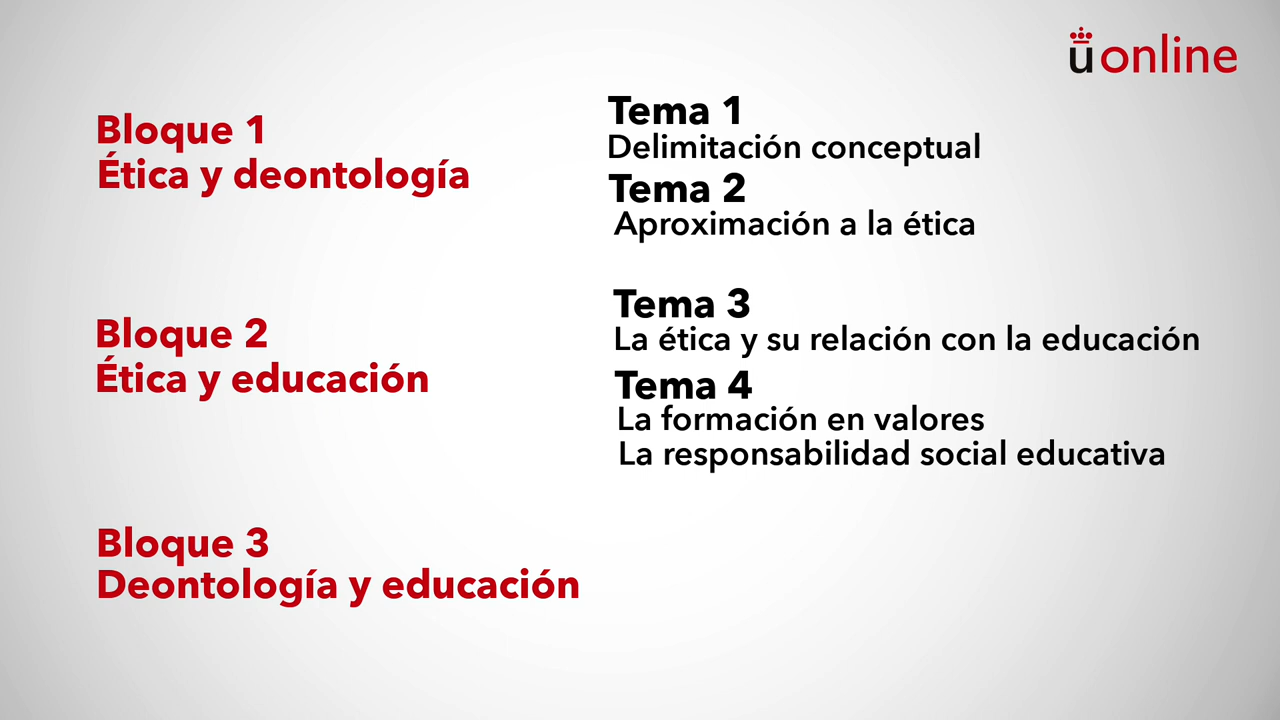 ūonline
Bloque 1
Ética y deontología
Tema 1
Delimitación conceptual
Tema 2
Aproximación a la ética
Bloque 2
Ética y educación
Tema 3
La ética y su relación con la educación
Tema 4
La formación en valores
La responsabilidad social educativa
Bloque 3
Deontología y educación